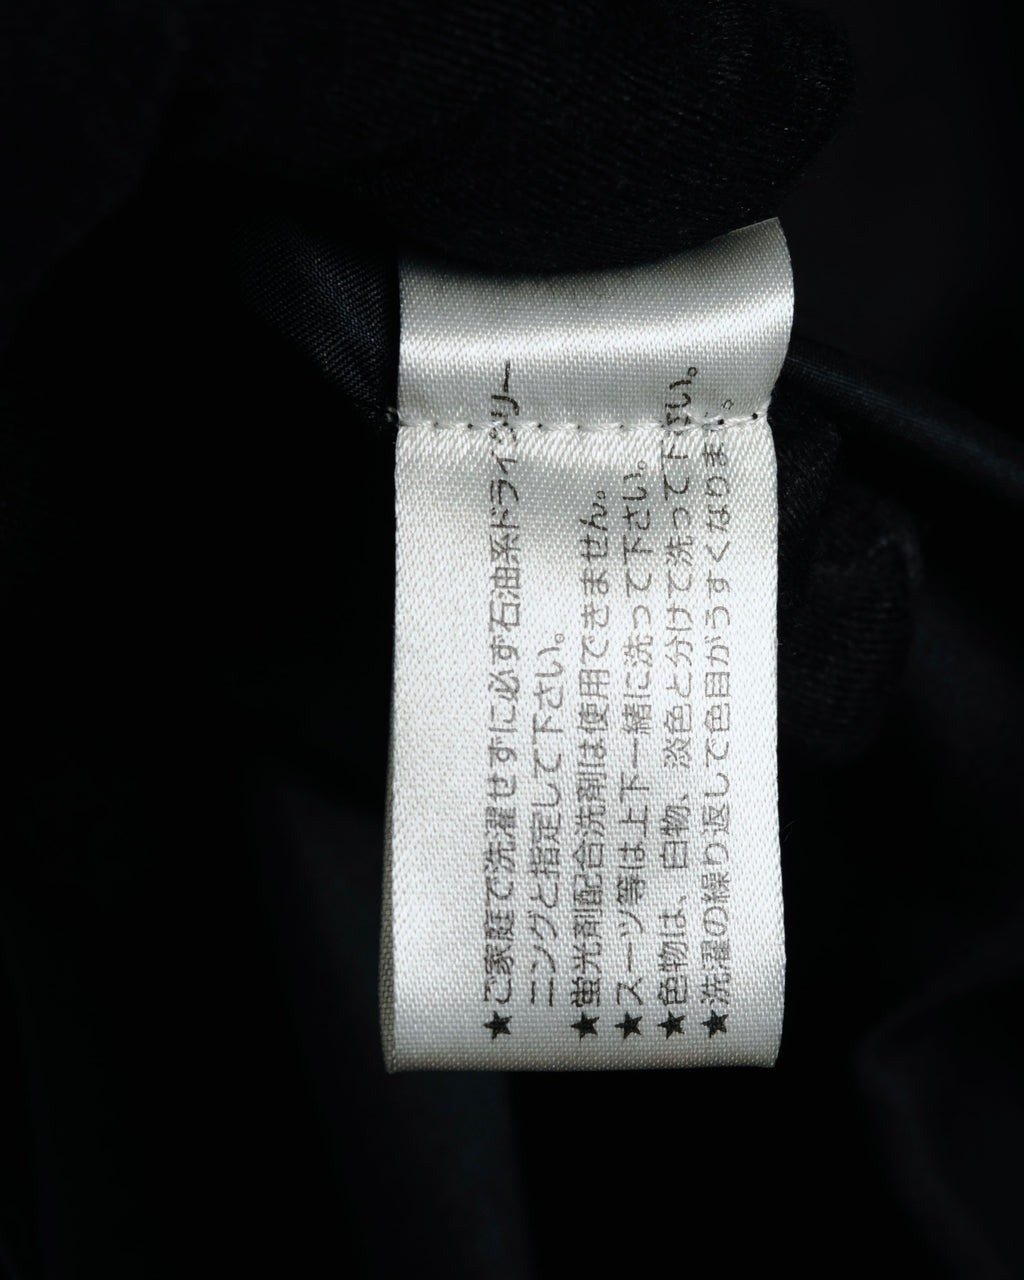 ★ご家庭で洗濯せずに必ず石油系ドライクリー
ニングと指定して下さい。
★蛍光剤配合洗剤は使用できません。
★スーツ等は上下一緒に洗って下さい。
★色物は、白物、淡色と分けて洗って下さい。
★洗濯の繰り返しで色目がうすくなります。